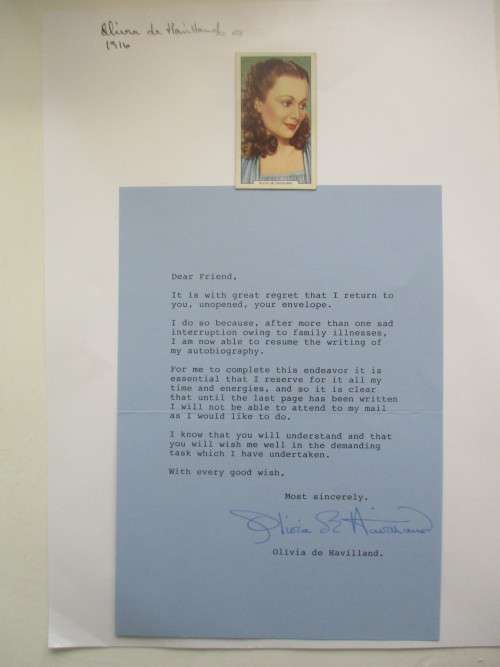 Olivia de Havilland
1916
OLIVIA DE HAVILLAND
Dear Friend,
It is with great regret that I return to
you, unopened, your envelope.
I do so because, after more than one sad
interruption owing to family illnesses,
I am now able to resume the writing of
my autobiography.
For me to complete this endeavor it is
essential that I reserve for it all my
time and energies, and so it is clear
that until the last page has been written
I will not be able to attend to my mail
as I would like to do.
I know that you will understand and that
you will wish me well in the demanding
task which I have undertaken.
With every good wish,
Most sincerely.
Olivia de Havilland
Olivia de Havilland.